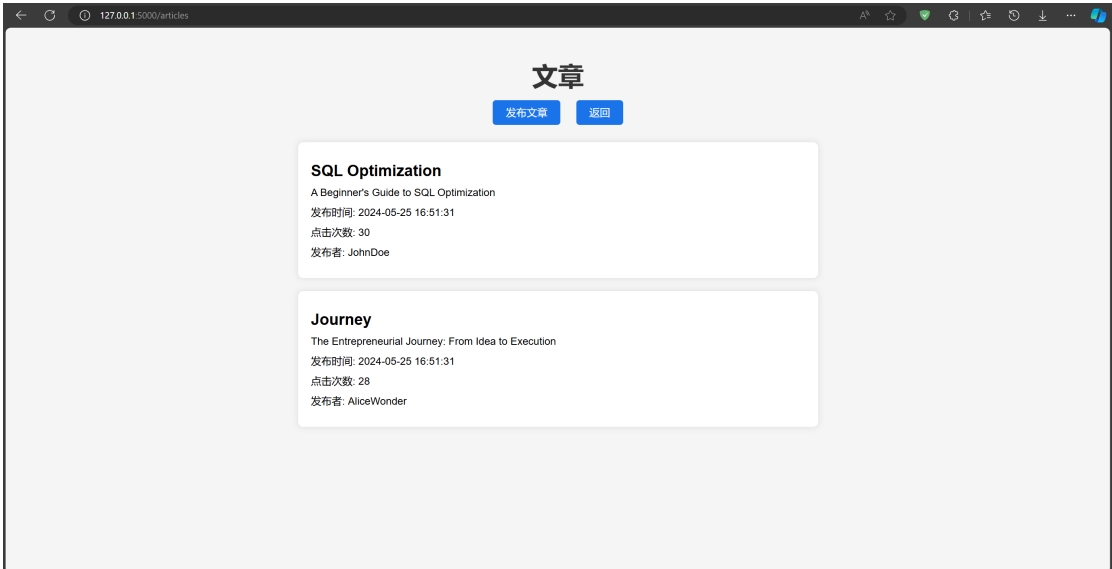 127.0.0.1:5000/articles
文章
发布文章 返回
SQL Optimization
A Beginner's Guide to SQL Optimization
发布时间: 2024-05-25 16:51:31
点击次数: 30
发布者: JohnDoe
Journey
The Entrepreneurial Journey: From Idea to Execution
发布时间: 2024-05-25 16:51:31
点击次数: 28
发布者: AliceWonder